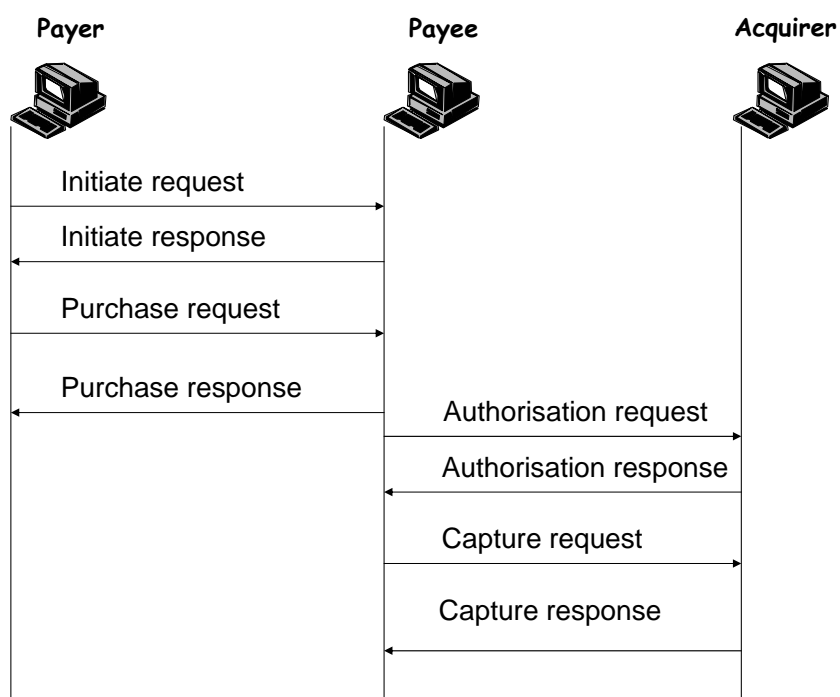 Payer
Payee
Acquirer
Initiate request
Initiate response
Purchase request
Purchase response
Authorisation request
Authorisation response
Capture request
Capture response